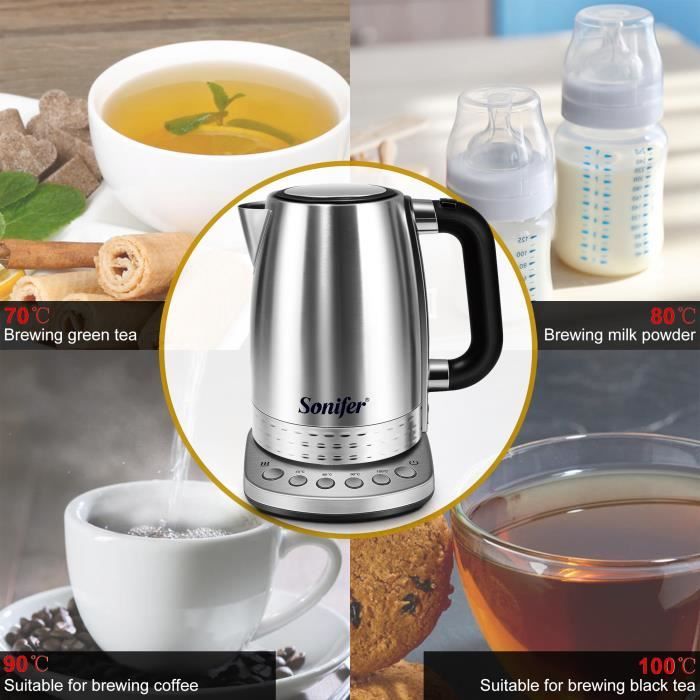 70℃
Brewing green tea
80℃
Brewing milk powder
Sonifer®
90℃
Suitable for brewing coffee
100℃
Suitable for brewing black tea